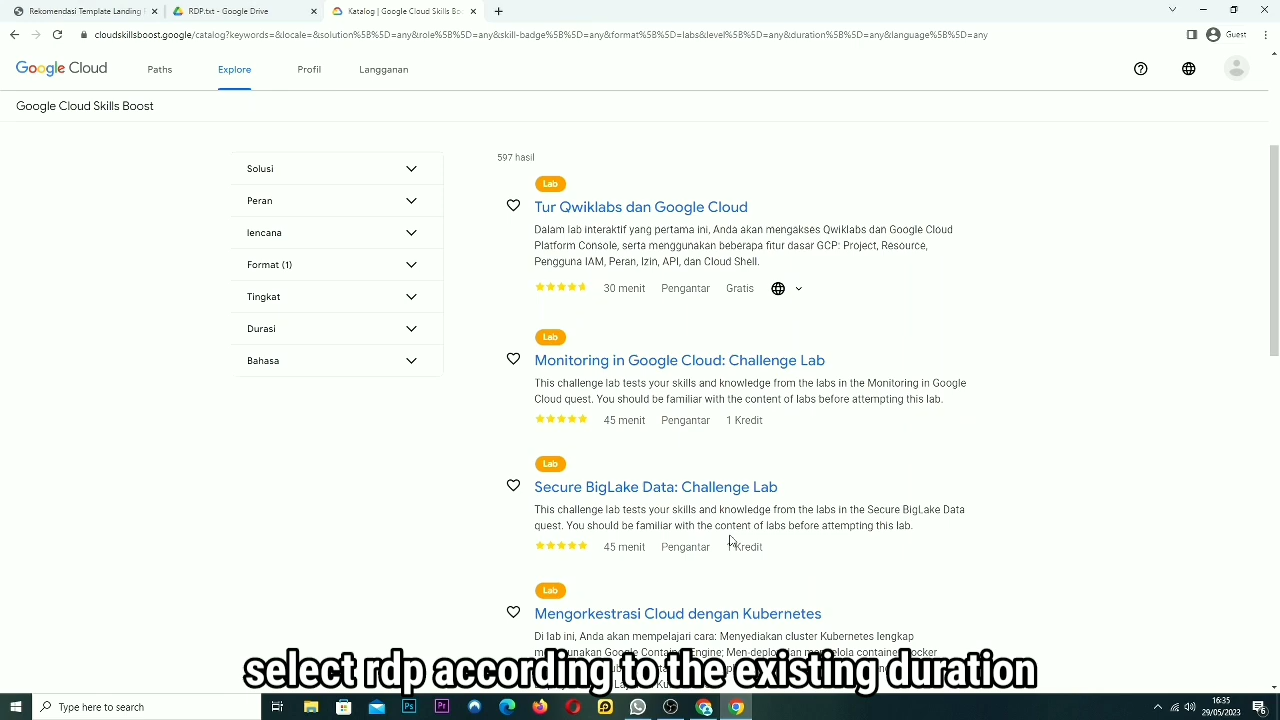 Rekomendasi Template Landing
RDP.txt - Google Drive
Katalog | Google Cloud Skills Bo
cloudskillsboost.google/catalog?keywords=&locale=&solution%5B%5D=any&role%5B%5D=any&skill-badge%5B%5D=any&format%5B%5D=labs&level%5B%5D=any&duration%5B%5D=any&language%5B%5D=any
Guest
Google Cloud
Paths
Explore
Profil
Langganan
Google Cloud Skills Boost
Solusi
Peran
lencana
Format (1)
Tingkat
Durasi
Bahasa
597 hasil
Lab
Tur Qwiklabs dan Google Cloud
Dalam lab interaktif yang pertama ini, Anda akan mengakses Qwiklabs dan Google Cloud
Platform Console, serta menggunakan beberapa fitur dasar GCP: Project, Resource,
Pengguna IAM, Peran, Izin, API, dan Cloud Shell.
30 menit Pengantar Gratis
Lab
Monitoring in Google Cloud: Challenge Lab
This challenge lab tests your skills and knowledge from the labs in the Monitoring in Google
Cloud quest. You should be familiar with the content of labs before attempting this lab.
45 menit Pengantar 1 Kredit
Lab
Secure BigLake Data: Challenge Lab
This challenge lab tests your skills and knowledge from the labs in the Secure BigLake Data
quest. You should be familiar with the content of labs before attempting this lab.
45 menit Pengantar 1 Kredit
Lab
Mengorkestrasi Cloud dengan Kubernetes
Di lab ini, Anda akan mempelajari cara: Menyediakan cluster Kubernetes lengkap
Google Container Engine; Men-deploy dan container
select rdp according to the existing duration
Type here to search
Ps
Pr
16:35
29/05/2023